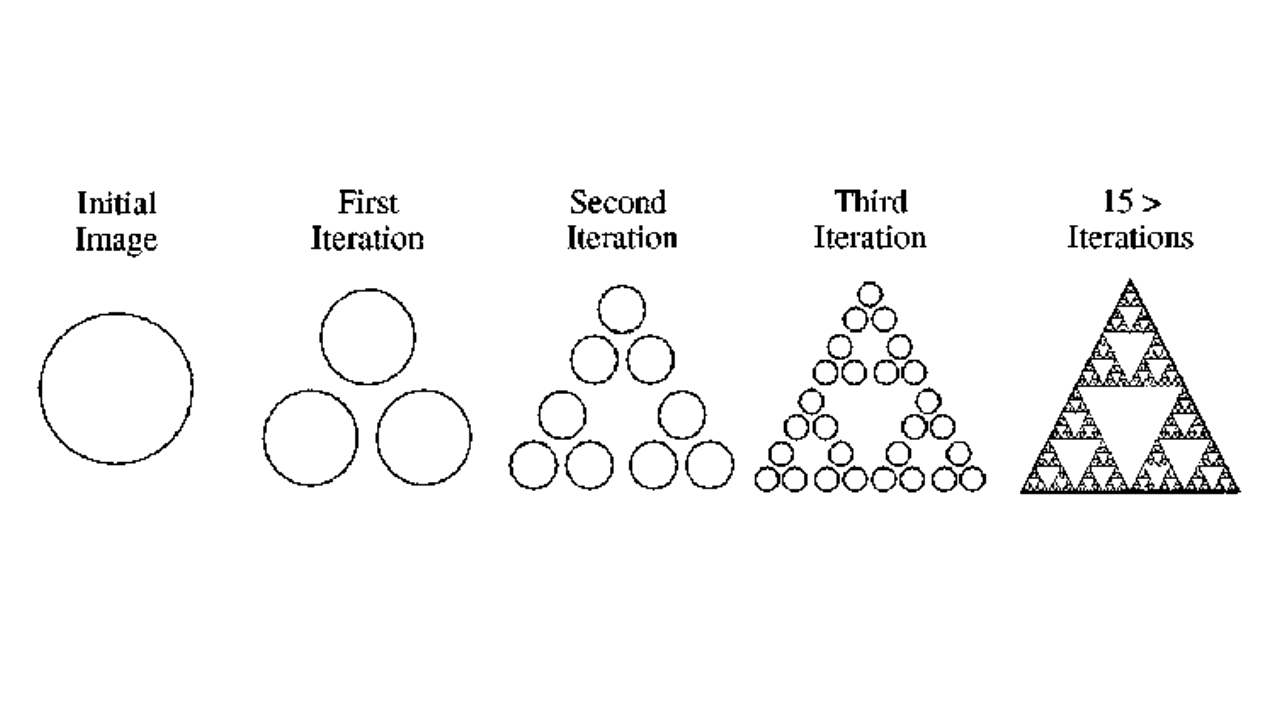 Initial
Image
First
Iteration
Second
Iteration
Third
Iteration
15 >
Iterations